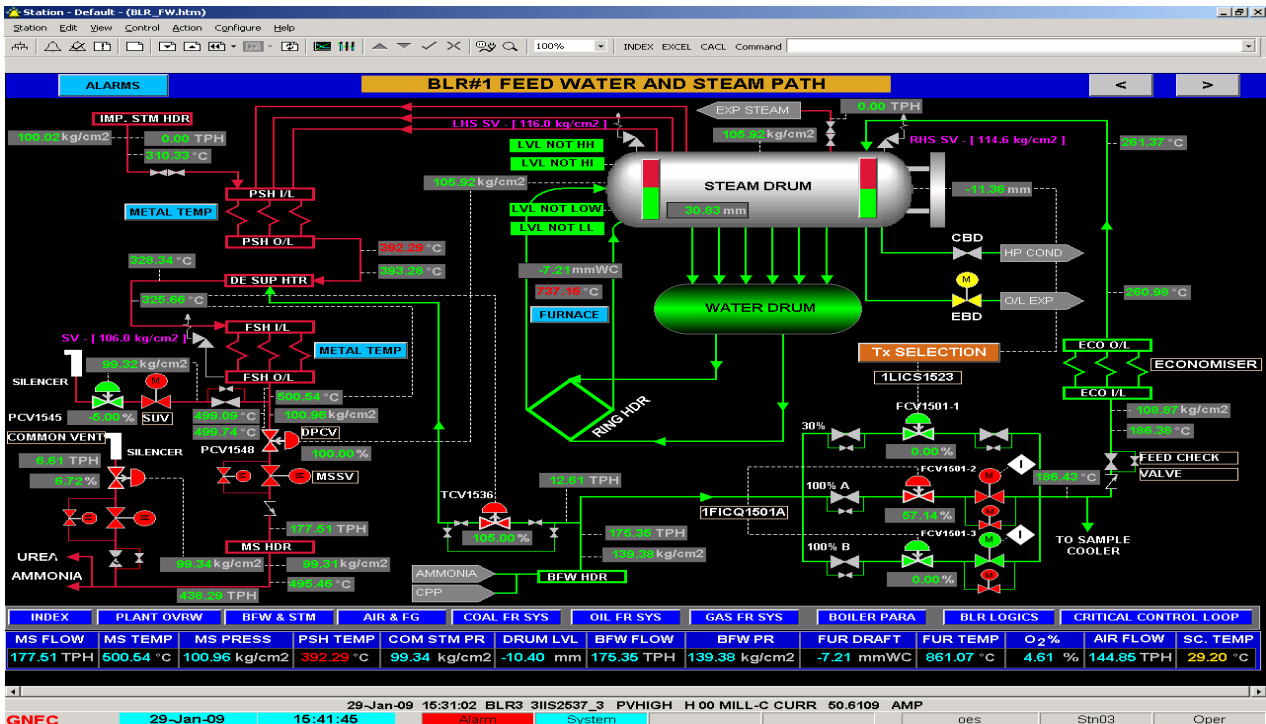 Station - Default - (BLR_FW.htm)
Station Edit View Control Action Configure Help
100% INDEX EXCEL CACL Command
ALARMS BLR#1 FEED WATER AND STEAM PATH < >
IMP. STM HDR
100.02 kg/cm2 0.00 TPH
310.33 °C
LHS SV - [ 116.0 kg/cm2 ]
EXP STEAM 0.00 TPH
105.92 kg/cm2
RHS SV - [ 114.6 kg/cm2 ]
261.37 °C
LVL NOT HH
LVL NOT HI
105.92 kg/cm2
LVL NOT LOW
LVL NOT LL
STEAM DRUM
30.83 mm
-11.36 mm
PSH I/L
METAL TEMP
PSH O/L
392.29 °C
393.28 °C
328.34 °C
DE SUP HTR
325.66 °C
-7.21 mmWC
737.16 °C
FURNACE
CBD
HP COND
M
O/L EXP
EBD
260.98 °C
WATER DRUM
SV - [ 106.0 kg/cm2 ]
FSH I/L
METAL TEMP
FSH O/L
99.32 kg/cm2
SILENCER
M
PCV1545 -5.00 % SUV
500.54 °C
499.09 °C 100.96 kg/cm2
499.74 °C DPCV
PCV1548 100.00 %
MSSV
COMMON VENT
SILENCER
6.61 TPH
6.72 %
177.51 TPH
MS HDR
99.34 kg/cm2 99.31 kg/cm2
495.46 °C
UREA
AMMONIA
438.29 TPH
RING HDR
Tx SELECTION
1LICS1523
ECO O/L
ECONOMISER
ECO I/L
108.87 kg/cm2
186.38 °C
FEED CHECK
VALVE
186.43 °C
TO SAMPLE
COOLER
FCV1501-1
30%
0.00 %
FCV1501-2
M
I
100% A
57.14 %
1FICQ1501A
FCV1501-3
M
I
100% B
0.00 %
TCV1536
105.00 %
12.61 TPH
175.35 TPH
139.38 kg/cm2
AMMONIA
CPP
BFW HDR
INDEX PLANT OVRW BFW & STM AIR & FG COAL FR SYS OIL FR SYS GAS FR SYS BOILER PARA BLR LOGICS CRITICAL CONTROL LOOP
MS FLOW MS TEMP MS PRESS PSH TEMP COM STM PR DRUM LVL BFW FLOW BFW PR FUR DRAFT FUR TEMP O2% AIR FLOW SC. TEMP
177.51 TPH 500.54 °C 100.96 kg/cm2 392.29 °C 99.34 kg/cm2 -10.40 mm 175.35 TPH 139.38 kg/cm2 -7.21 mmWC 861.07 °C 4.61 % 144.85 TPH 29.20 °C
29-Jan-09 15:31:02 BLR3 3IIS2537_3 PVHIGH H 00 MILL-C CURR 50.6109 AMP
GNFC 29-Jan-09 15:41:45 Alarm System oes Stn03 Oper